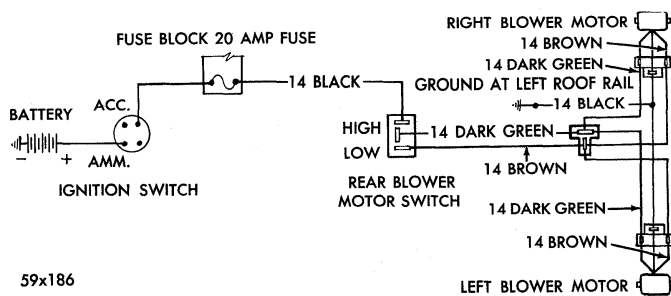 RIGHT BLOWER MOTOR
FUSE BLOCK 20 AMP FUSE
14 BROWN
14 DARK GREEN
14 BLACK
GROUND AT LEFT ROOF RAIL
BATTERY
ACC.
14 BLACK
HIGH
14 DARK GREEN
- +
AMM.
LOW
14 BROWN
IGNITION SWITCH
REAR BLOWER
MOTOR SWITCH
14 DARK GREEN
14 BROWN
59x186
LEFT BLOWER MOTOR